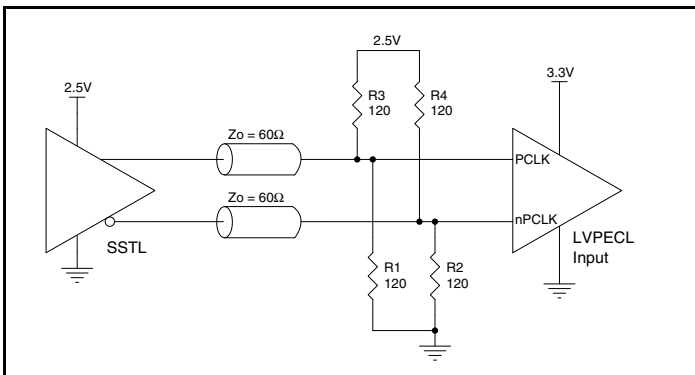 2.5V
2.5V
3.3V
R3
120
R4
120
Zo = 60Ω
PCLK
Zo = 60Ω
nPCLK
SSTL
LVPECL
Input
R1
120
R2
120